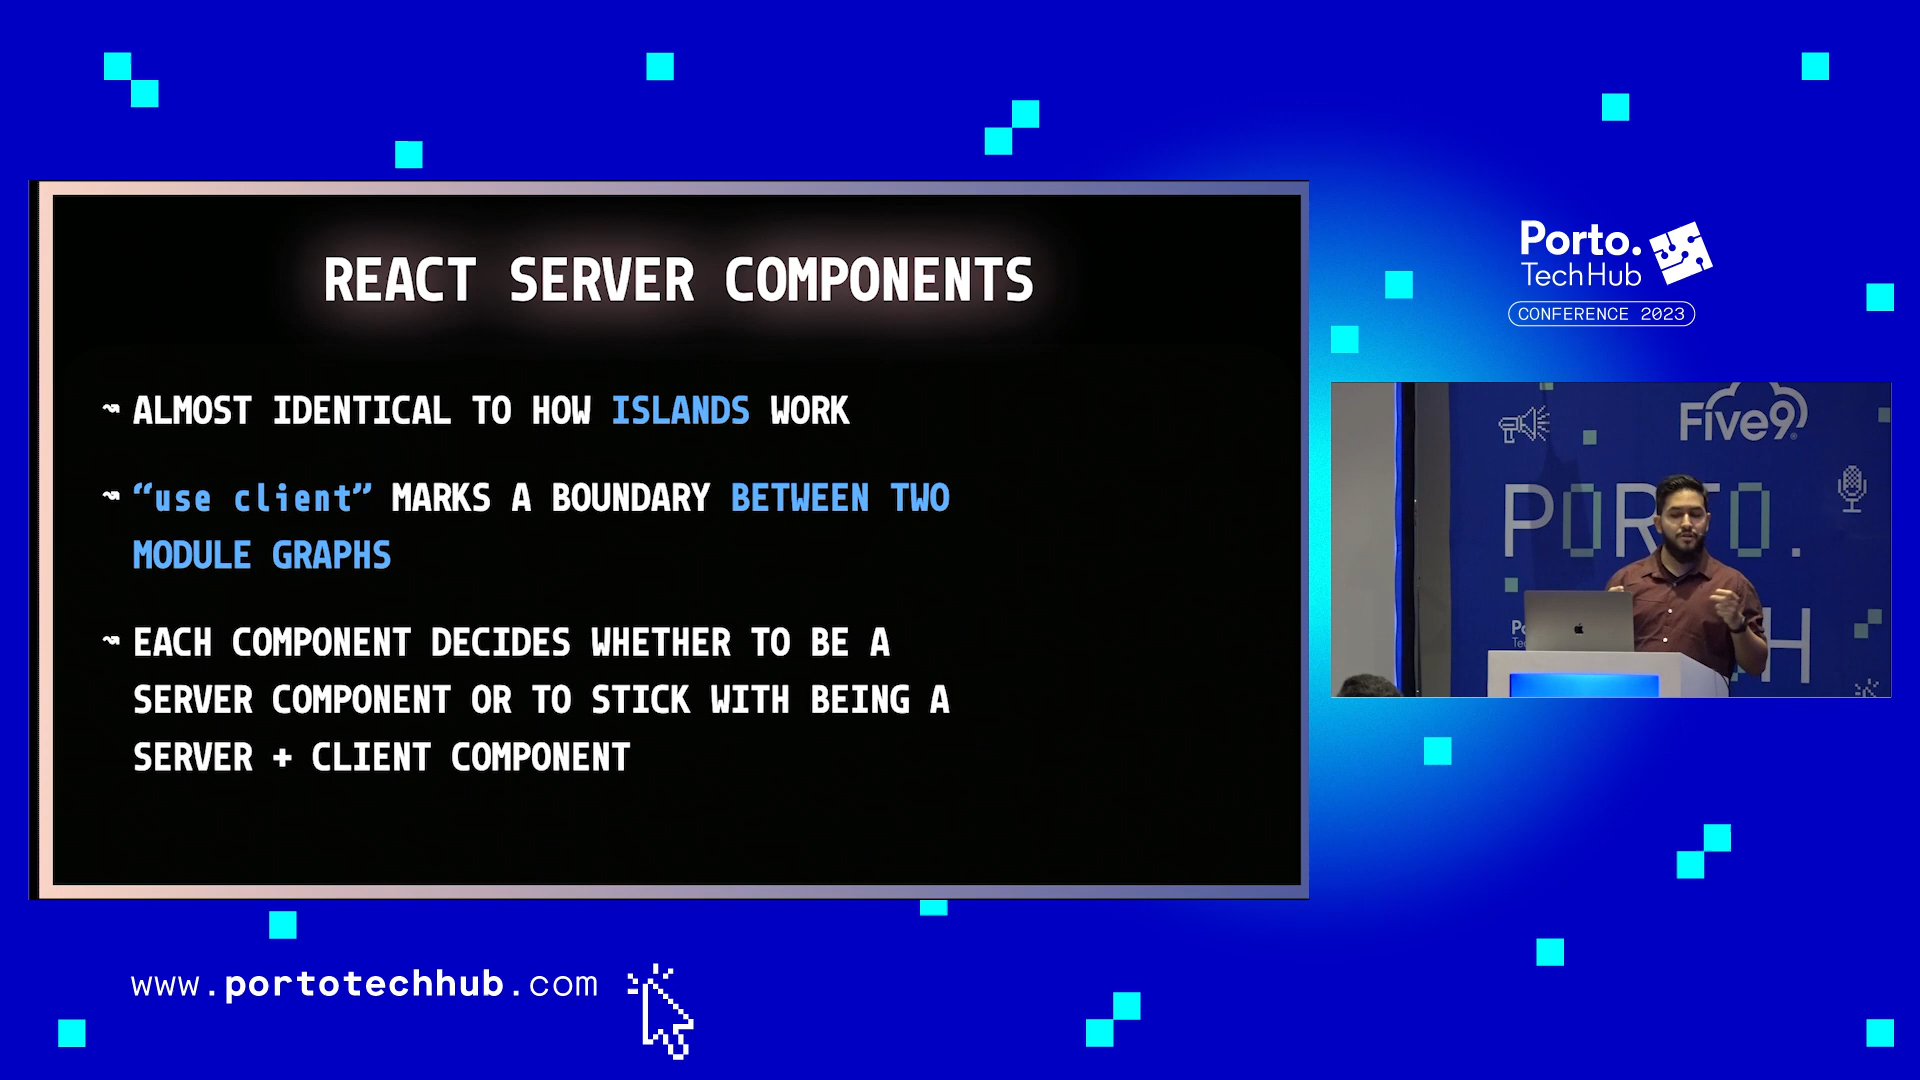 REACT SERVER COMPONENTS
↝ ALMOST IDENTICAL TO HOW ISLANDS WORK
↝ “use client” MARKS A BOUNDARY BETWEEN TWO
MODULE GRAPHS
↝ EACH COMPONENT DECIDES WHETHER TO BE A
SERVER COMPONENT OR TO STICK WITH BEING A
SERVER + CLIENT COMPONENT
Porto.
TechHub
CONFERENCE 2023
Five9
PORTO.
www.portotechhub.com